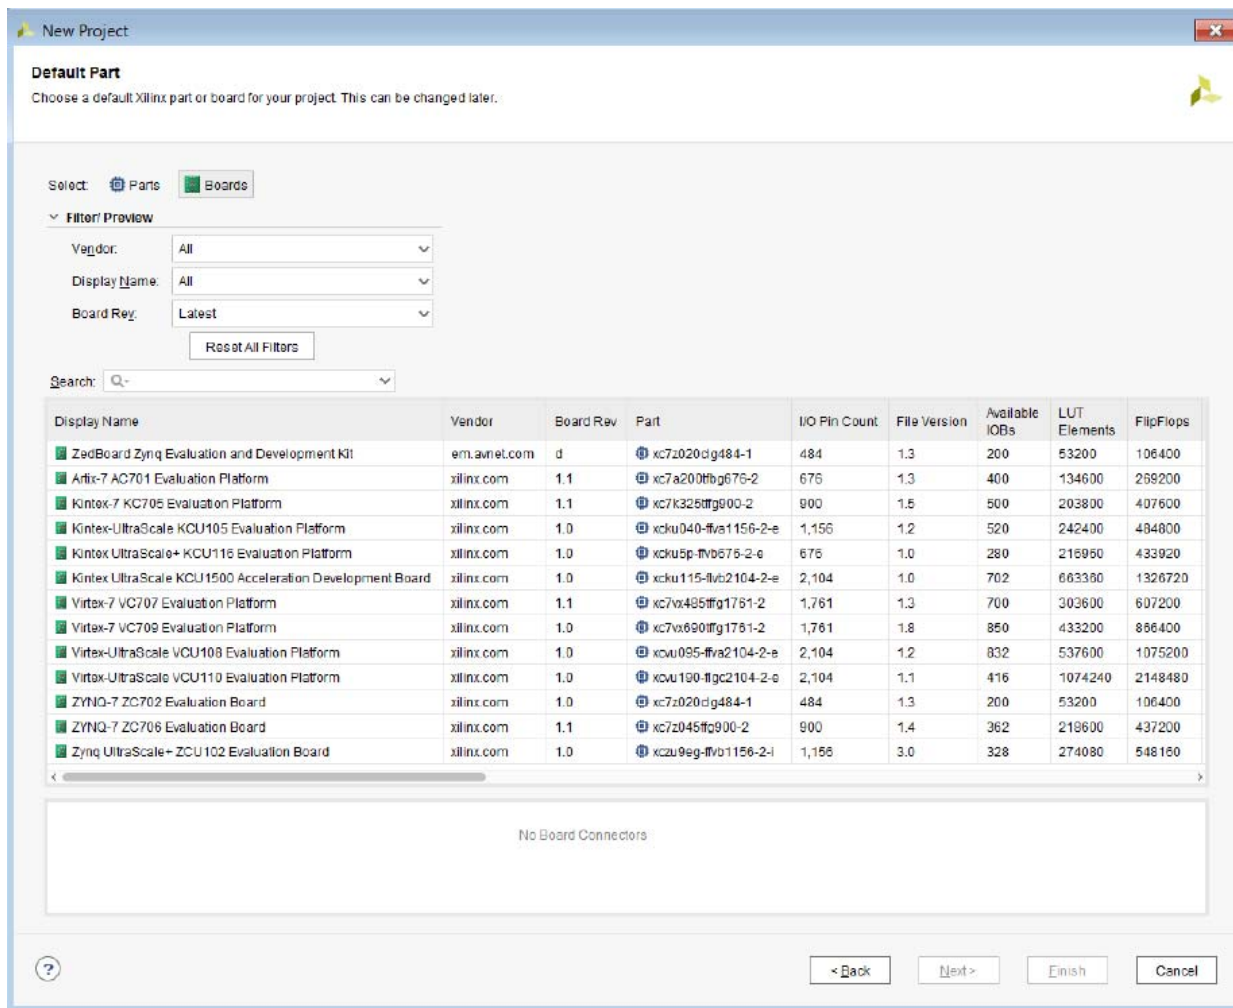 New Project
Default Part
Choose a default Xilinx part or board for your project. This can be changed later.
Select: Parts Boards
Filter/ Preview
Vendor: All
Display Name: All
Board Rev: Latest
Reset All Filters
Search: Q-
Display Name Vendor Board Rev Part I/O Pin Count File Version Available IOBs LUT Elements FlipFlops
ZedBoard Zynq Evaluation and Development Kit em.avnet.com d xc7z020clg484-1 484 1.3 200 53200 106400
Artix-7 AC701 Evaluation Platform xilinx.com 1.1 xc7a200tfbg676-2 676 1.3 400 134600 269200
Kintex-7 KC705 Evaluation Platform xilinx.com 1.1 xc7k325tffg900-2 900 1.5 500 203800 407600
Kintex-UltraScale KCU105 Evaluation Platform xilinx.com 1.0 xcku040-ffva1156-2-e 1,156 1.2 520 242400 484800
Kintex UltraScale+ KCU116 Evaluation Platform xilinx.com 1.0 xcku5p-ffvb676-2-e 676 1.0 280 216960 433920
Kintex UltraScale KCU1500 Acceleration Development Board xilinx.com 1.0 xcku115-flvb2104-2-e 2,104 1.0 702 663360 1326720
Virtex-7 VC707 Evaluation Platform xilinx.com 1.1 xc7vx485tffg1761-2 1,761 1.3 700 303600 607200
Virtex-7 VC709 Evaluation Platform xilinx.com 1.0 xc7vx690tffg1761-2 1,761 1.8 850 433200 866400
Virtex-UltraScale VCU108 Evaluation Platform xilinx.com 1.0 xcvu095-ffva2104-2-e 2,104 1.2 832 537600 1075200
Virtex-UltraScale VCU110 Evaluation Platform xilinx.com 1.0 xcvu190-flgc2104-2-e 2,104 1.1 416 1074240 2148480
ZYNQ-7 ZC702 Evaluation Board xilinx.com 1.0 xc7z020clg484-1 484 1.3 200 53200 106400
ZYNQ-7 ZC706 Evaluation Board xilinx.com 1.1 xc7z045ffg900-2 900 1.4 362 218600 437200
Zynq UltraScale+ ZCU102 Evaluation Board xilinx.com 1.0 xczu9eg-ffvb1156-2-i 1,156 3.0 328 274080 548160
No Board Connectors
? < Back Next > Finish Cancel